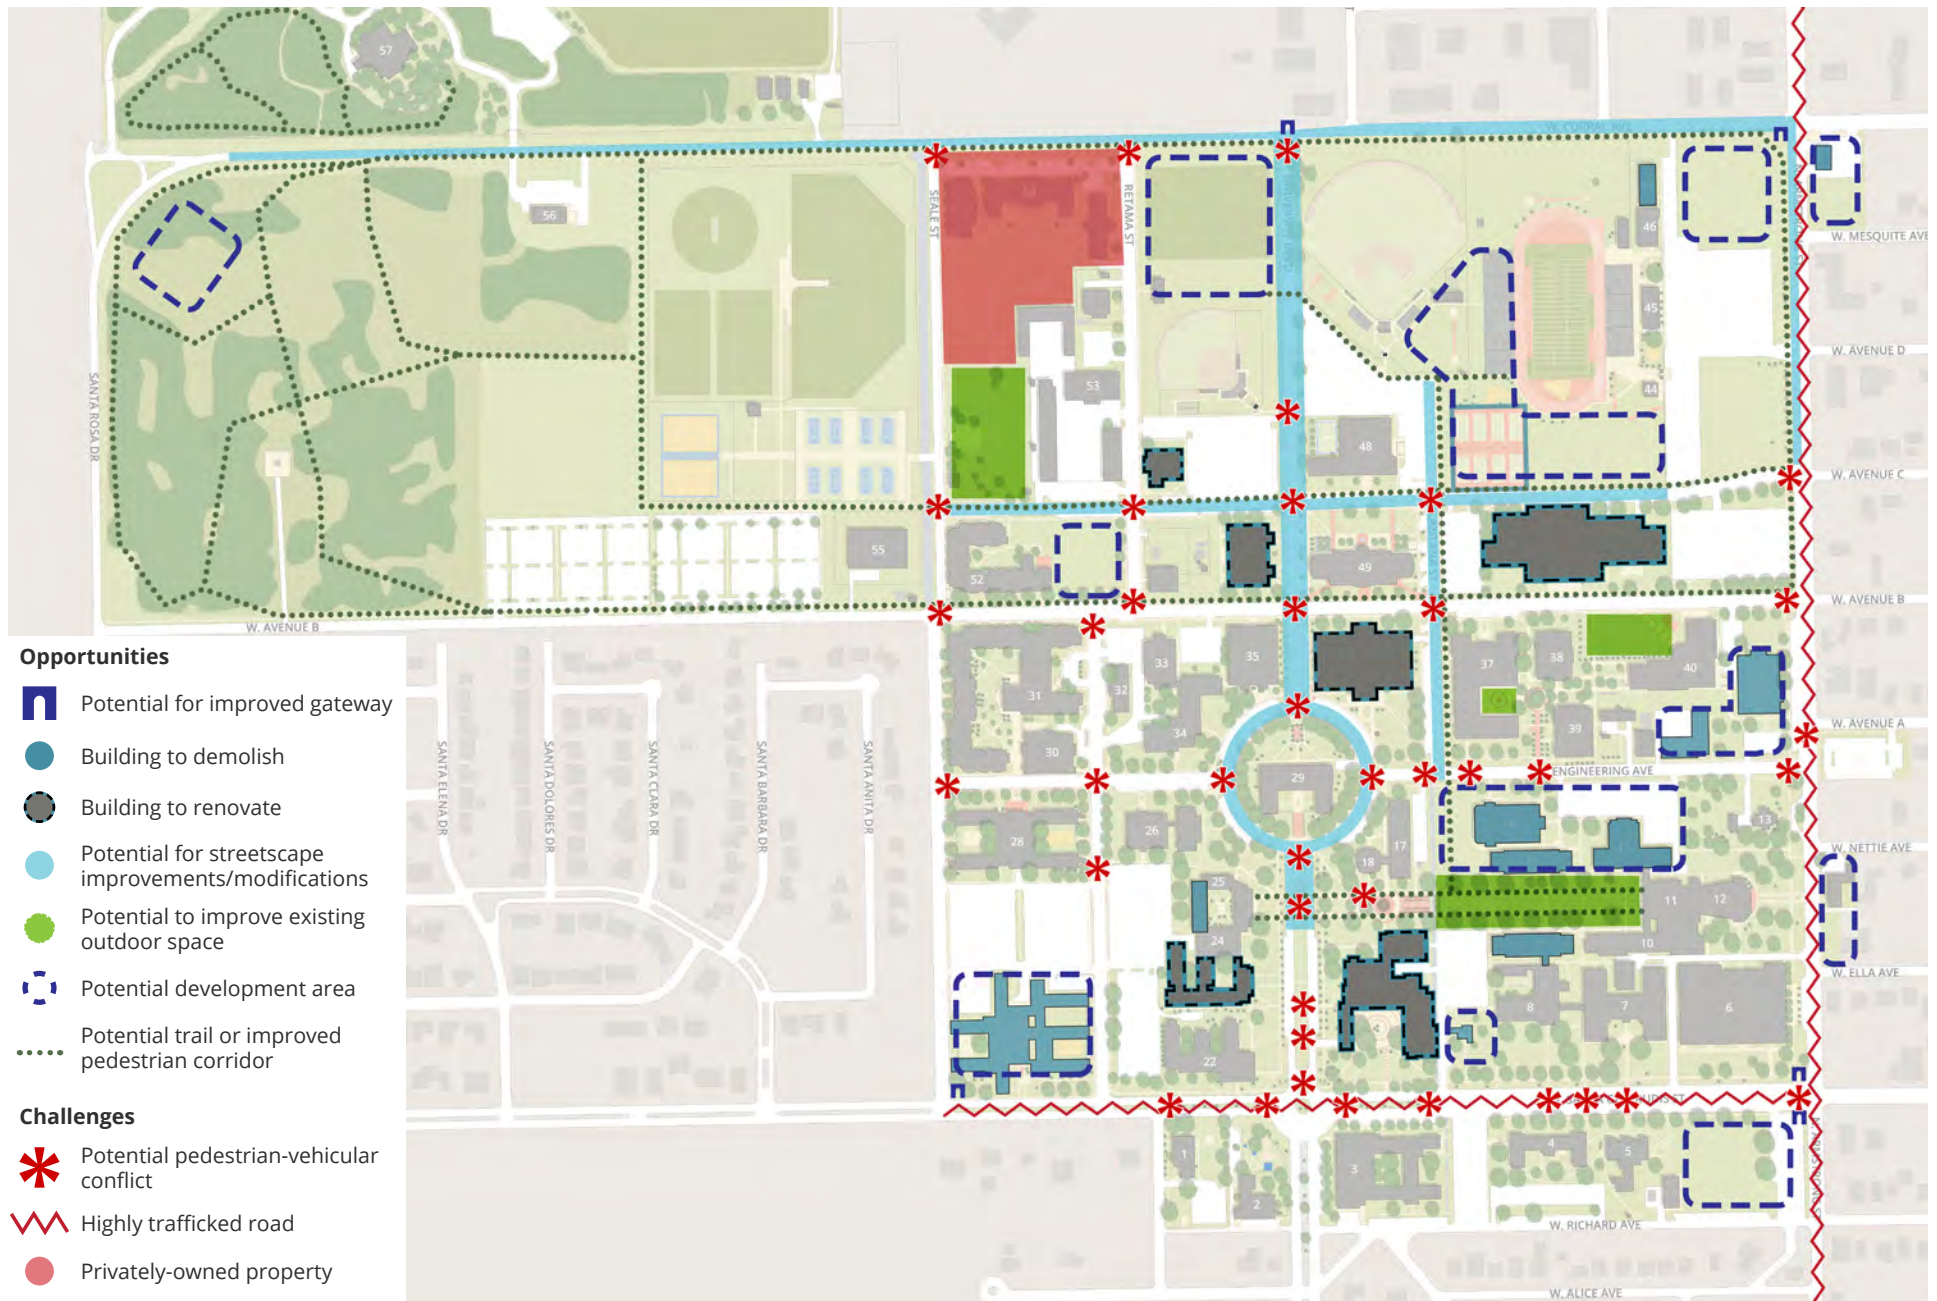 57
W. CORRAL AVE
SEALE ST
RETAMA ST
56
46
W. MESQUITE AVE
45
W. AVENUE D
SANTA ROSA DR
53
44
48
W. AVENUE C
55
52
49
W. AVENUE B
W. AVENUE B
Opportunities
Potential for improved gateway
Building to demolish
Building to renovate
Potential for streetscape
improvements/modifications
Potential to improve existing
outdoor space
Potential development area
Potential trail or improved
pedestrian corridor
Challenges
Potential pedestrian-vehicular
conflict
Highly trafficked road
Privately-owned property
35
33
37
38
40
31
32
34
39
W. AVENUE A
30
29
ENGINEERING AVE
SANTA ELENA DR
SANTA DOLORES DR
SANTA CLARA DR
SANTA BARBARA DR
SANTA ANITA DR
28
26
17
18
13
W. NETTIE AVE
25
11
12
24
10
W. ELLA AVE
8
7
6
22
1
2
3
4
5
W. RICHARD AVE
W. ALICE AVE